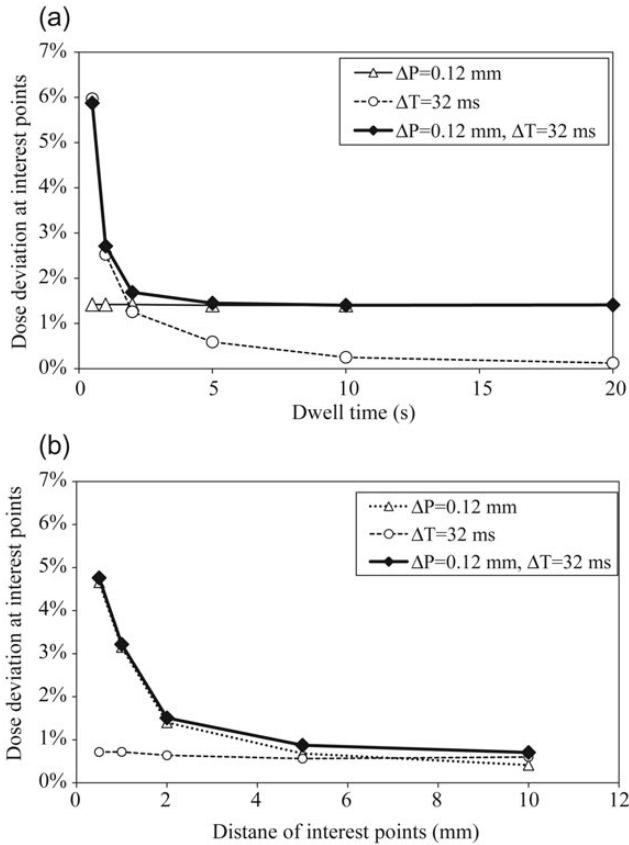 (a)
7%
6%
5%
4%
3%
2%
1%
0%
Dose deviation at interest points
ΔP=0.12 mm
ΔT=32 ms
ΔP=0.12 mm, ΔT=32 ms
0 5 10 15 20
Dwell time (s)
(b)
7%
6%
5%
4%
3%
2%
1%
0%
Dose deviation at interest points
ΔP=0.12 mm
ΔT=32 ms
ΔP=0.12 mm, ΔT=32 ms
0 2 4 6 8 10 12
Distane of interest points (mm)